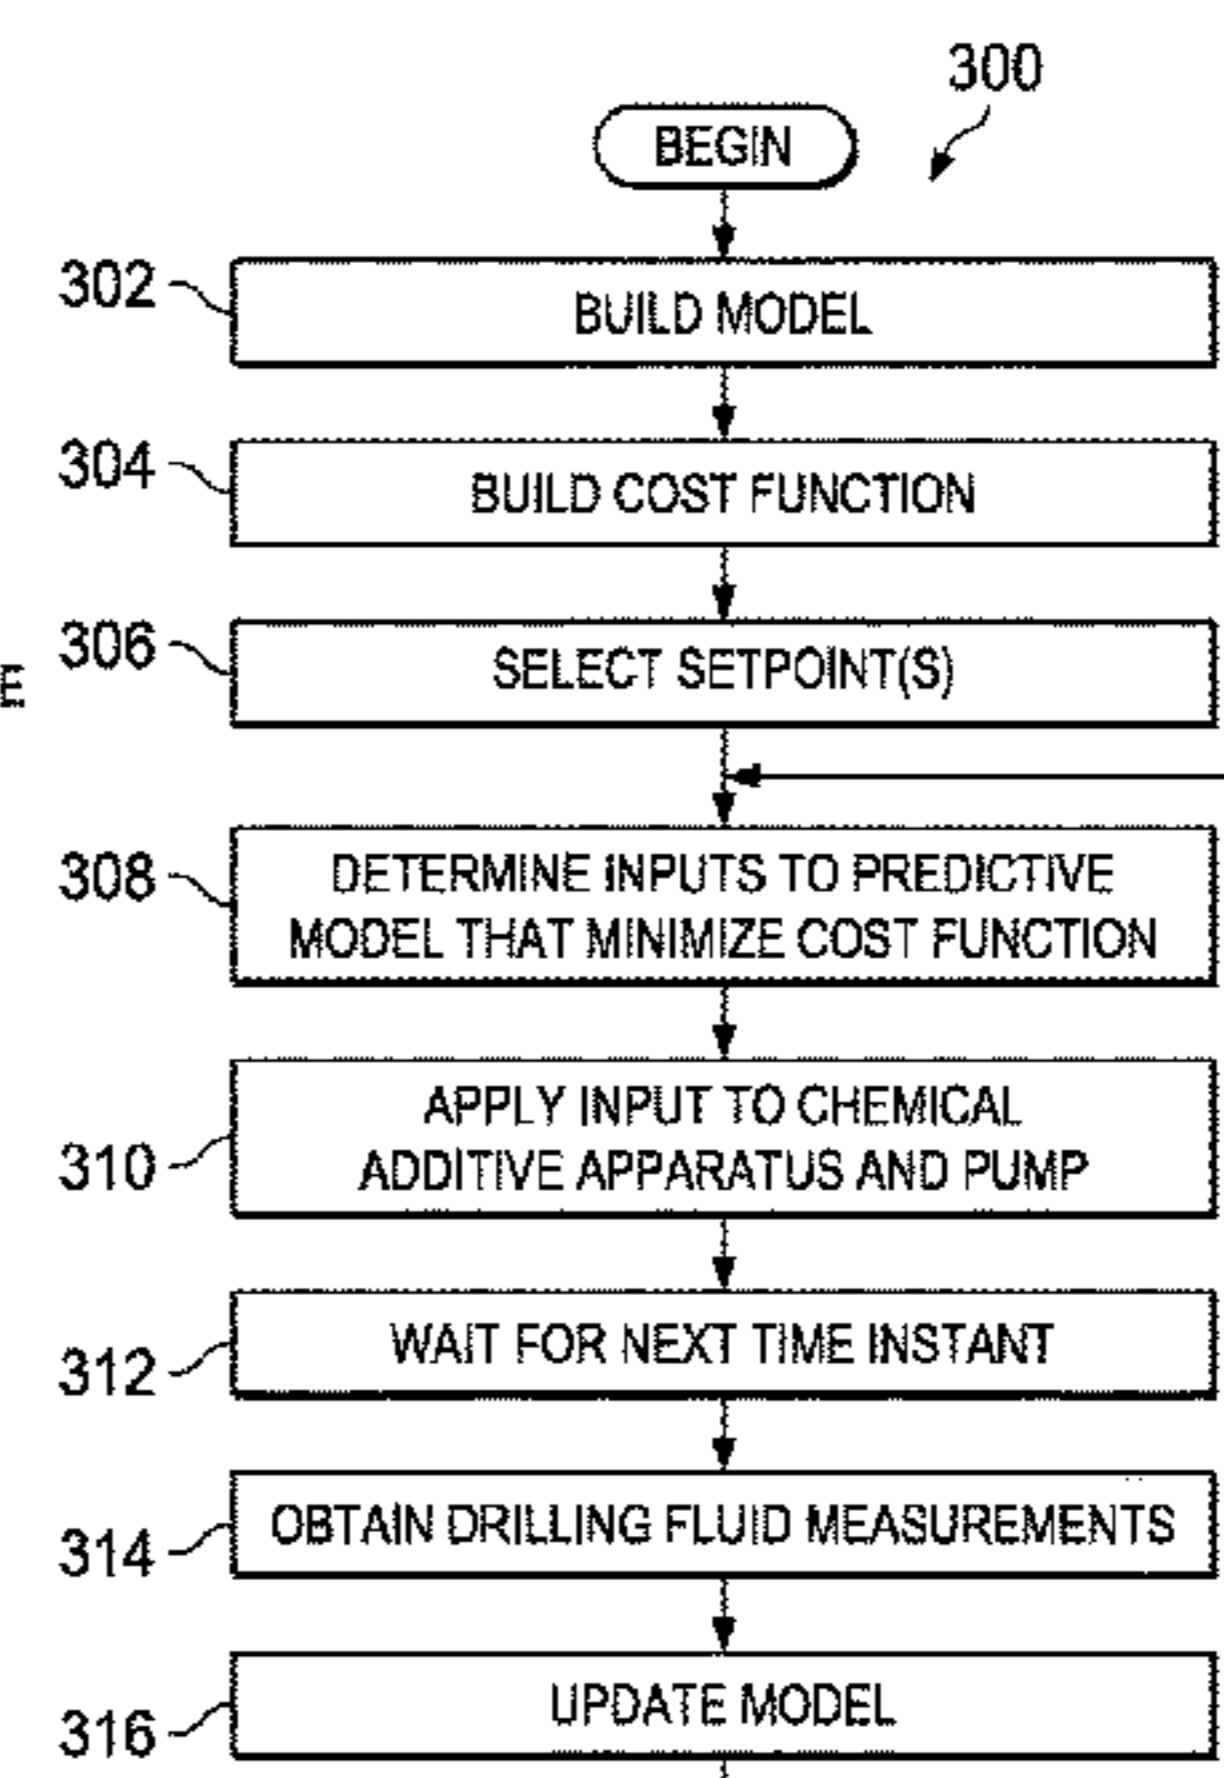 300
BEGIN
302
BUILD MODEL
304
BUILD COST FUNCTION
306
SELECT SETPOINT(S)
E
308
DETERMINE INPUTS TO PREDICTIVE
MODEL THAT MINIMIZE COST FUNCTION
310
APPLY INPUT TO CHEMICAL
ADDITIVE APPARATUS AND PUMP
312
WAIT FOR NEXT TIME INSTANT
314
OBTAIN DRILLING FLUID MEASUREMENTS
316
UPDATE MODEL